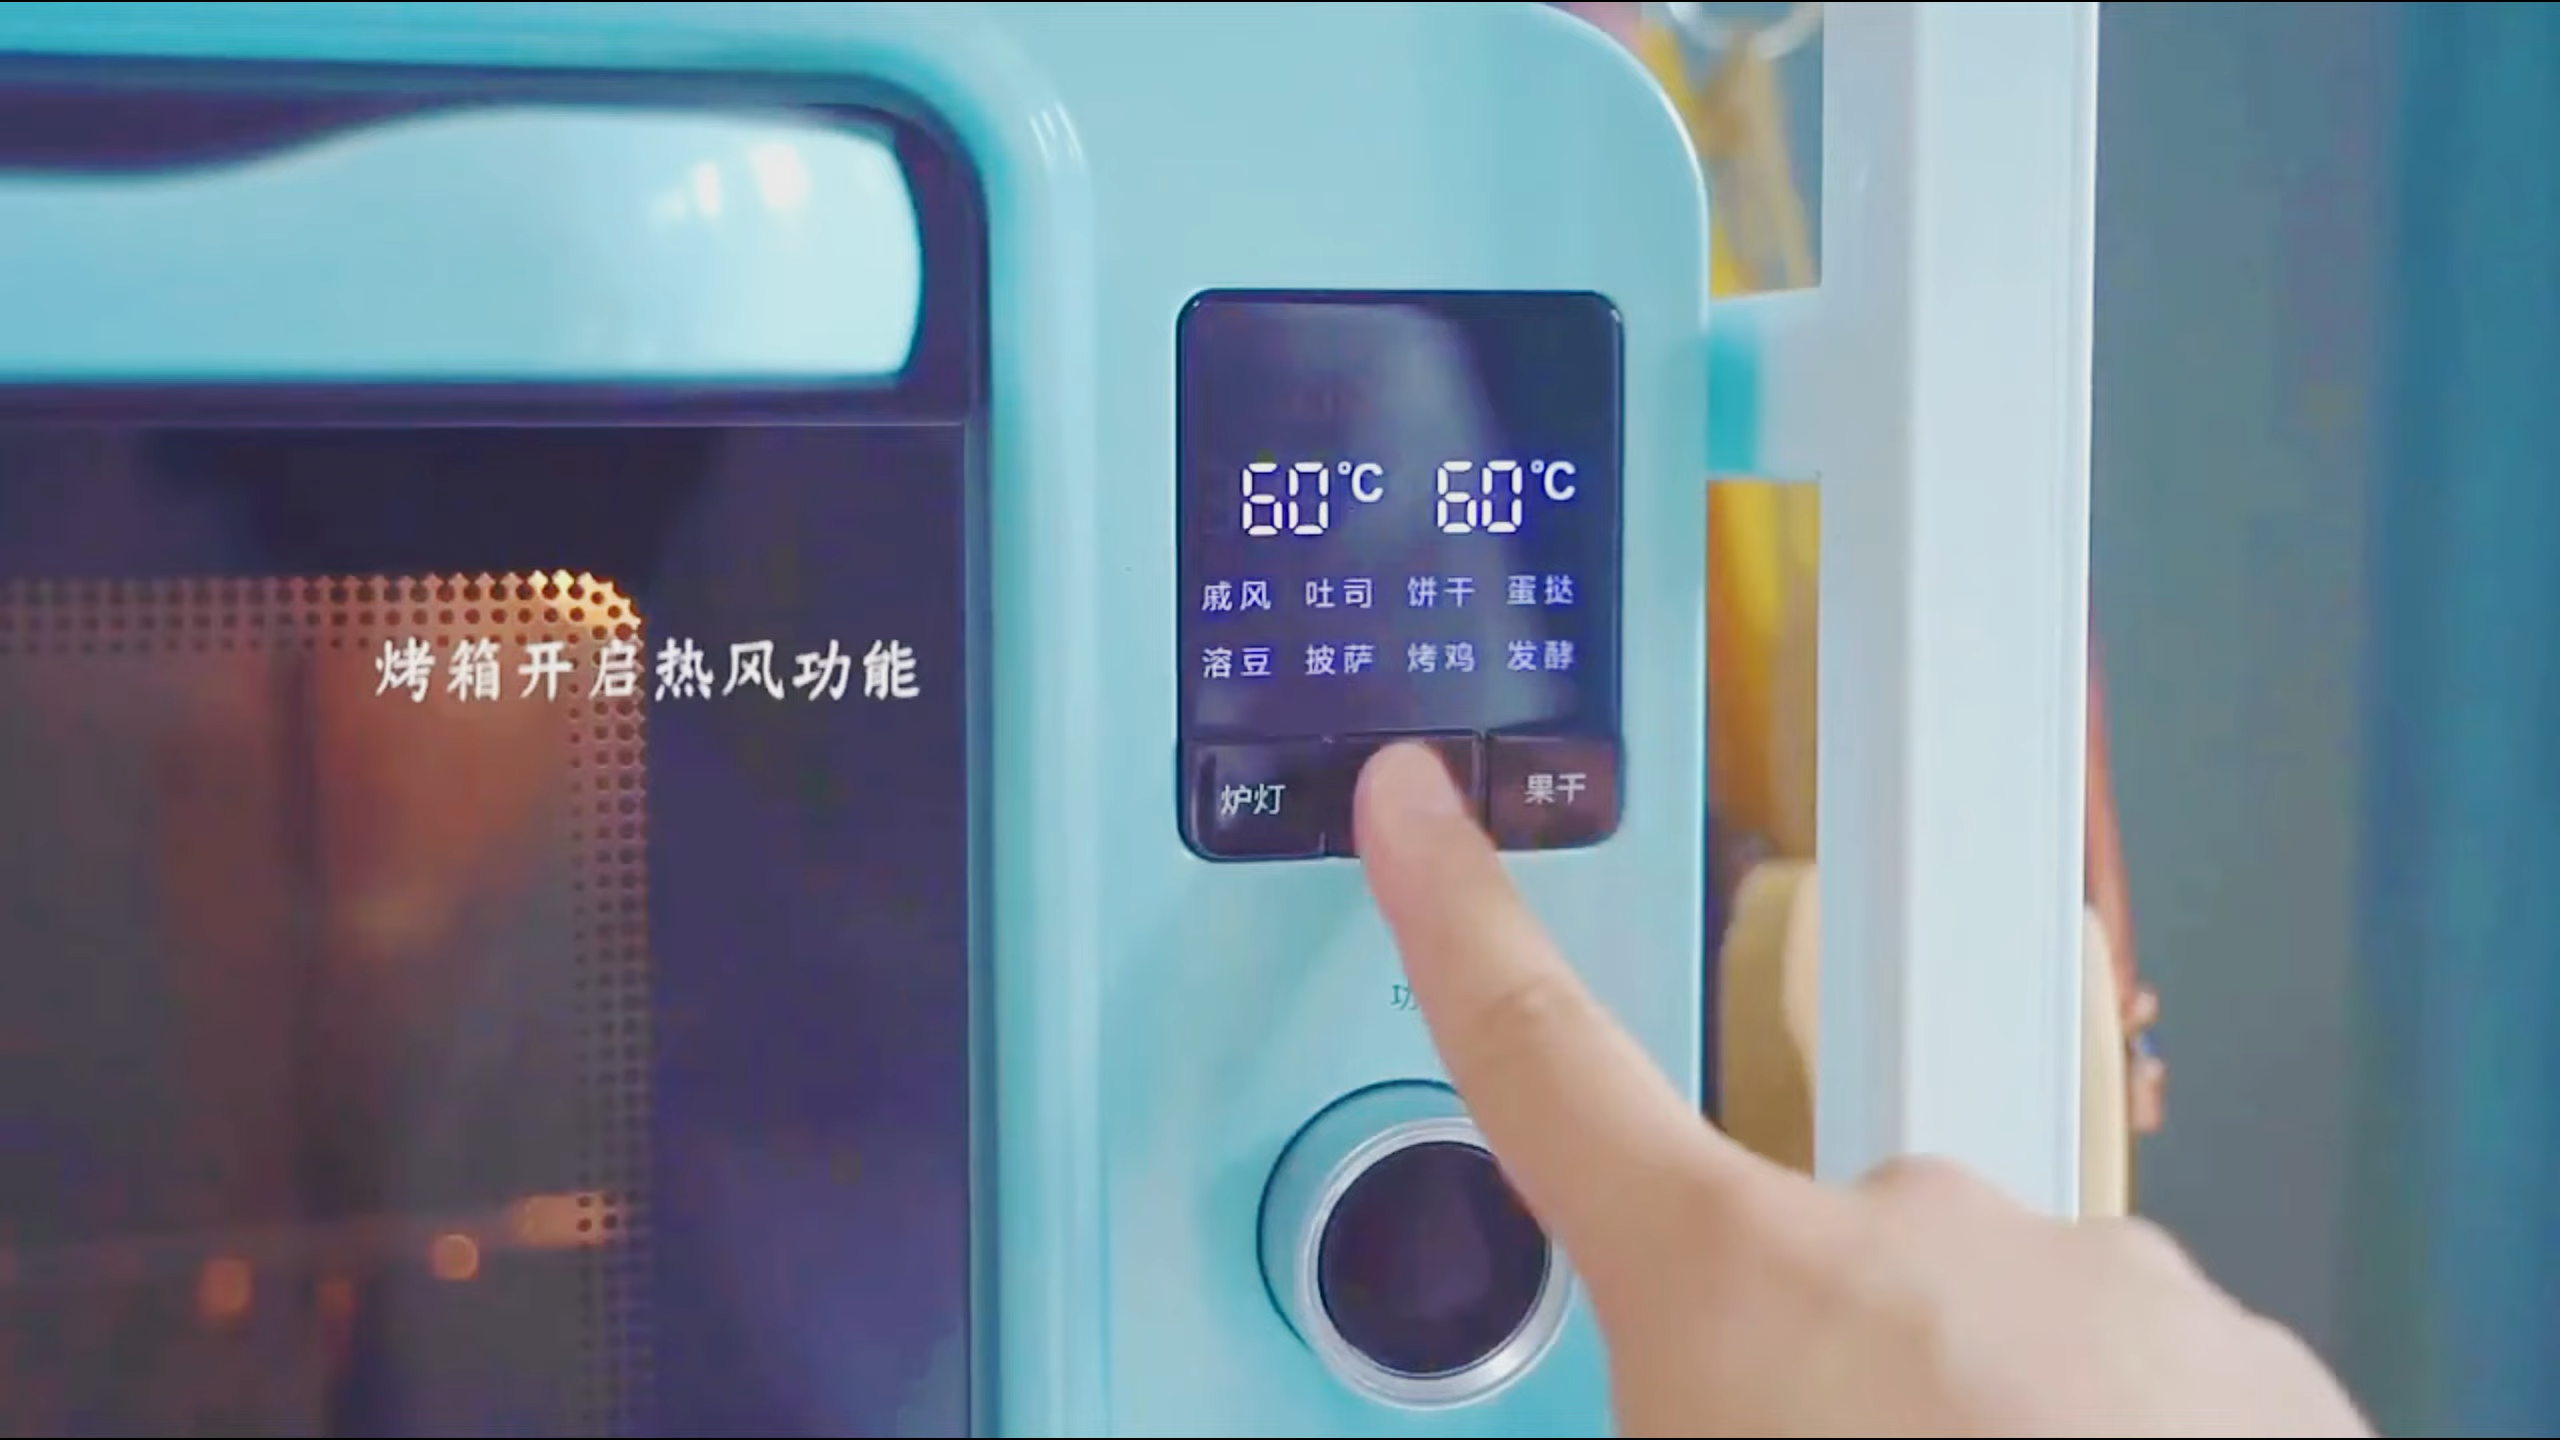 60℃ 60℃
戚风 吐司 饼干 蛋挞
溶豆 披萨 烤鸡 发酵
烤箱开启热风功能
炉灯 果干
功